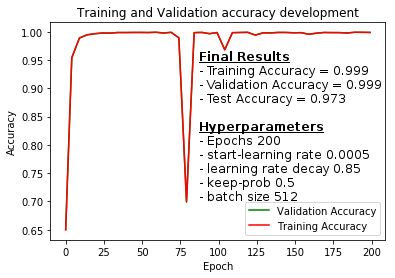 Training and Validation accuracy development
1.00
0.95
0.90
0.85
0.80
0.75
0.70
0.65
Accuracy
Final Results
- Training Accuracy = 0.999
- Validation Accuracy = 0.999
- Test Accuracy = 0.973
Hyperparameters
- Epochs 200
- start-learning rate 0.0005
- learning rate decay 0.85
- keep-prob 0.5
- batch size 512
Validation Accuracy
Training Accuracy
0 25 50 75 100 125 150 175 200
Epoch